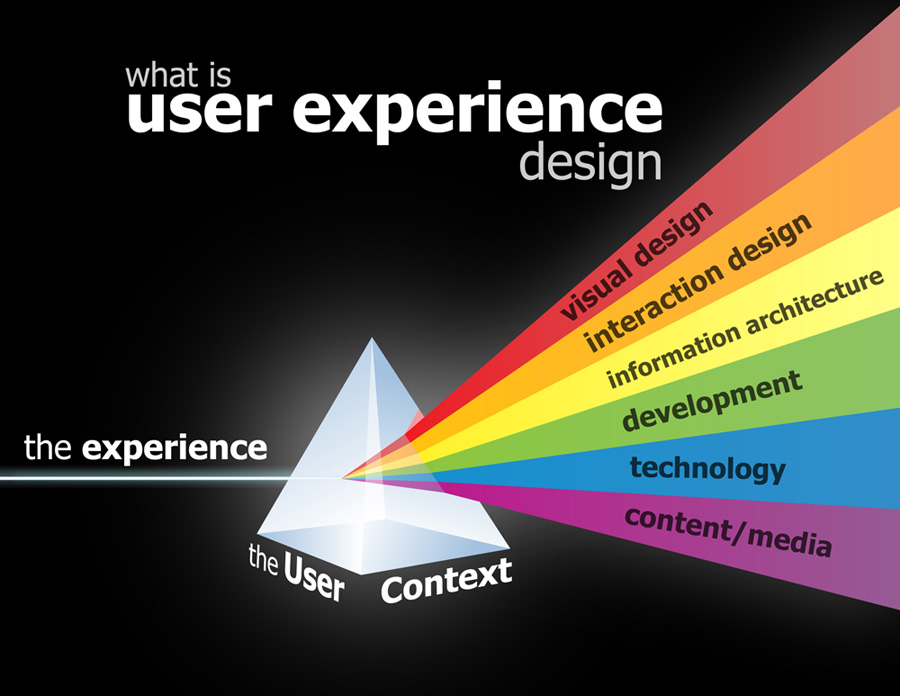 what is
user experience
design
visual design
interaction design
information architecture
development
technology
content/media
the experience
the User
Context